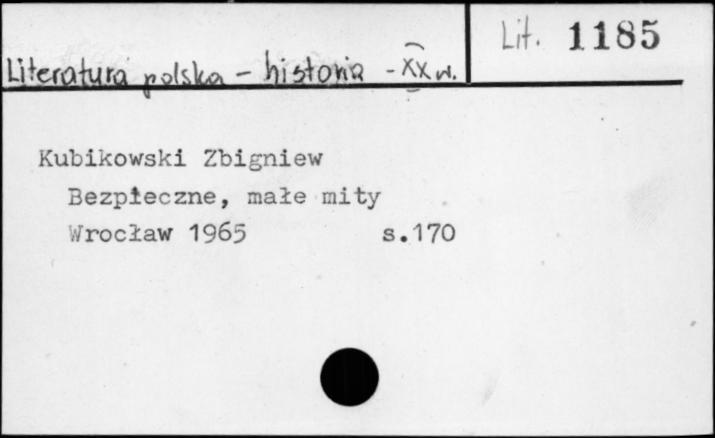 Lit. 1185
Literatura polska - historia - XX w.
Kubikowski Zbigniew
Bezpieczne, małe mity
Wrocław 1965 s.170